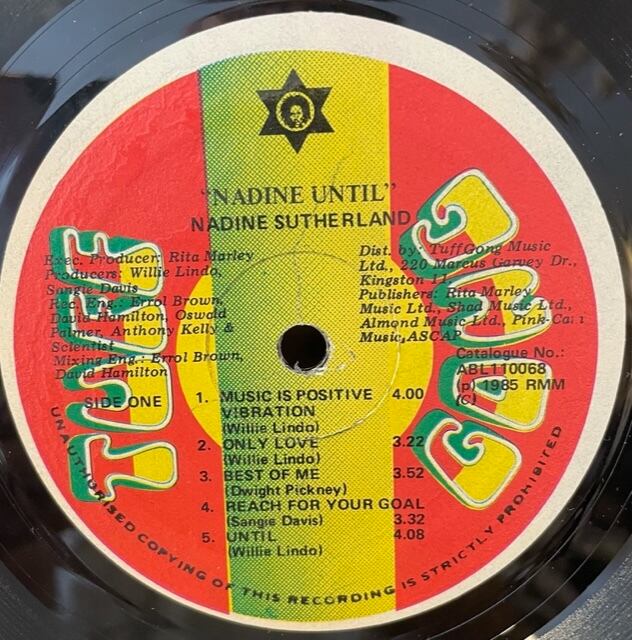 "NADINE UNTIL"
NADINE SUTHERLAND
TUFF
GONG
Exec. Producer: Rita Marley
Producers: Willie Lindo,
Sangie Davis
Rec. Eng.: Errol Brown,
David Hamilton, Oswald
Palmer, Anthony Kelly &
Scientist
Mixing Eng.: Errol Brown,
David Hamilton
SIDE ONE
Dist. by: TuffGong Music
Ltd., 220 Marcus Garvey Dr.,
Kingston 11
Publishers: Rita Marley
Music Ltd., Shad Music Ltd.,
Almond Music Ltd., Pink-
Music, ASCAP
Catalogue No.:
ABL110068
(p) 1985 RMM
(C)
1. MUSIC IS POSITIVE 4.00
VIBRATION
(Willie Lindo)
2. ONLY LOVE 3.22
(Willie Lindo)
3. BEST OF ME 3.52
(Dwight Pickney)
4. REACH FOR YOUR GOAL
(Sangie Davis) 3.32
5. UNTIL 4.08
(Willie Lindo)
UNAUTHORISED COPYING OF THIS RECORDING IS STRICTLY PROHIBITED